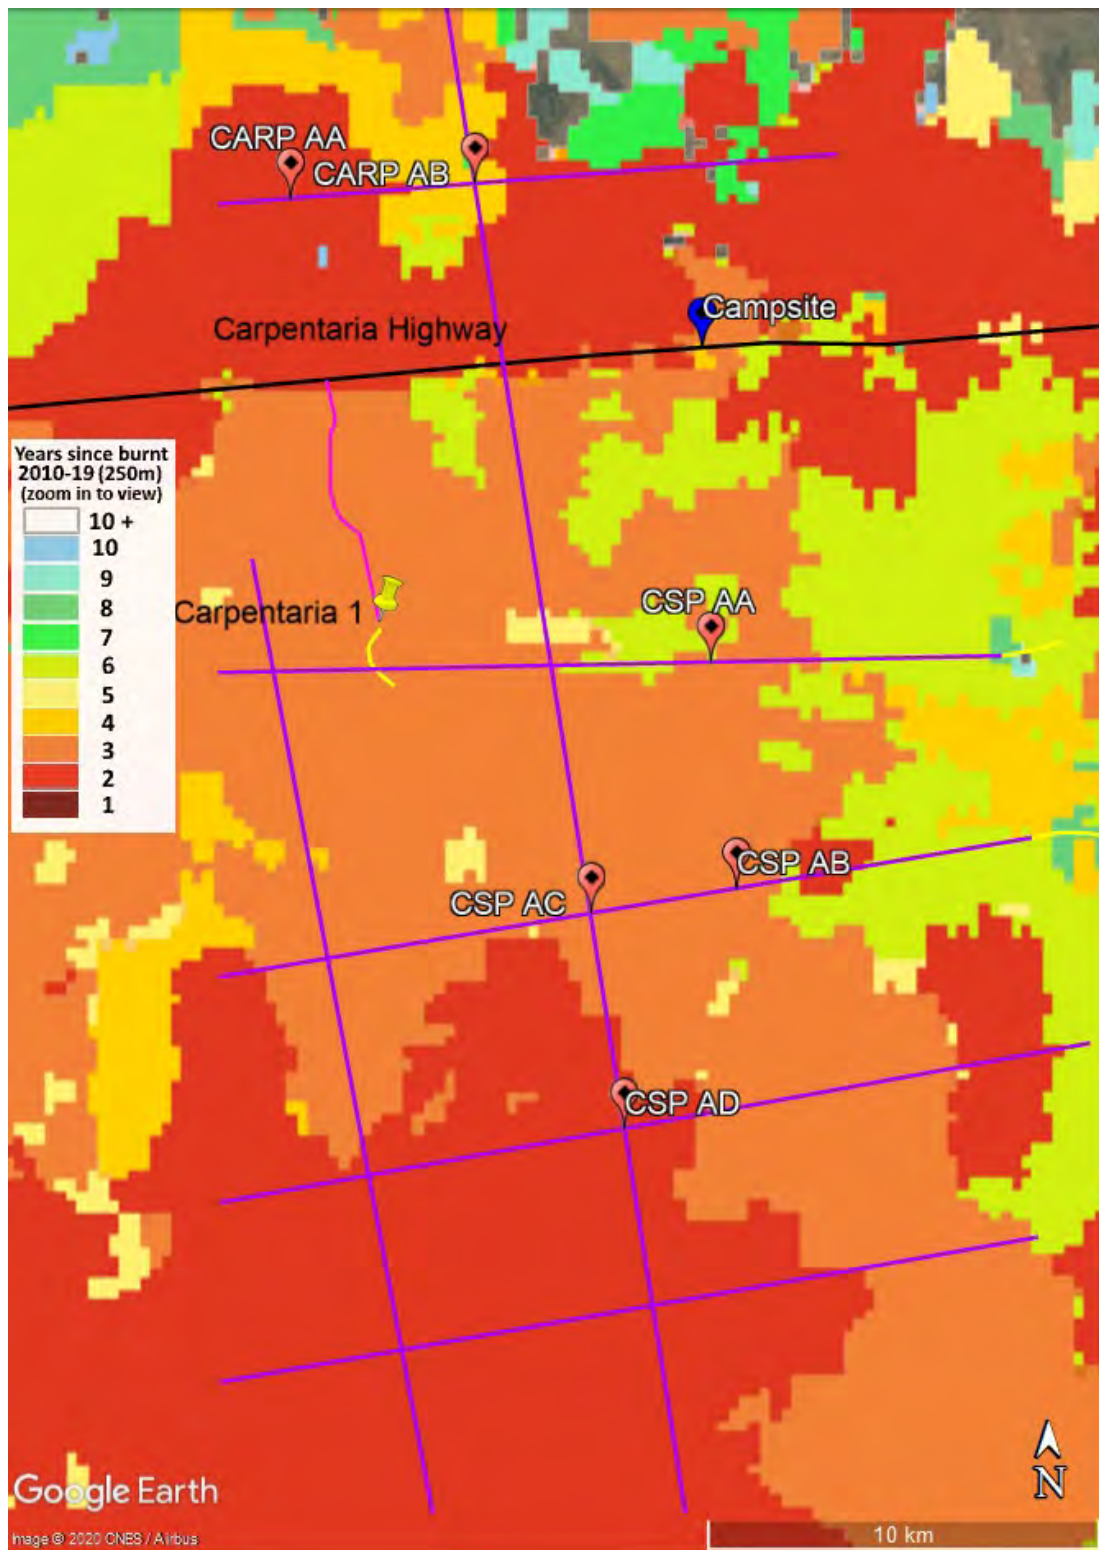 CARP AA
CARP AB
Campsite
Carpentaria Highway
Years since burnt
2010-19 (250m)
(zoom in to view)
10 +
10
9
8
7
6
5
4
3
2
1
Carpentaria 1
CSP AA
CSP AB
CSP AC
CSP AD
N
Google Earth
Image © 2020 CNES / Airbus
10 km